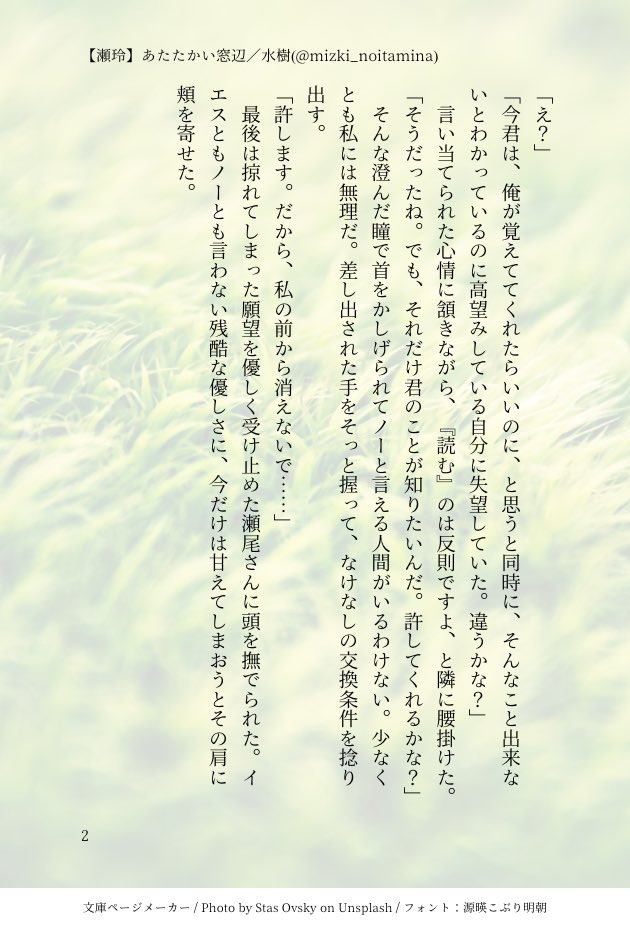 【瀬玲】あたたかい窓辺／水樹(@mizki_noitamina)
「え？」
「今君は、俺が覚えててくれたらいいのに、と思うと同時に、そんなこと出来な
いとわかっているのに高望みしている自分に失望していた。違うかな？」
　言い当てられた心情に頷きながら、『読む』のは反則ですよ、と隣に腰掛けた。
「そうだったね。でも、それだけ君のことが知りたいんだ。許してくれるかな？」
　そんな澄んだ瞳で首をかしげられてノーと言える人間がいるわけない。少なく
とも私には無理だ。差し出された手をそっと握って、なけなしの交換条件を捻り
出す。
「許します。だから、私の前から消えないで……」
　最後は掠れてしまった願望を優しく受け止めた瀬尾さんに頭を撫でられた。イ
エスともノーとも言わない残酷な優しさに、今だけは甘えてしまおうとその肩に
頬を寄せた。
2
文庫ページメーカー / Photo by Stas Ovsky on Unsplash / フォント：源暎こぶり明朝